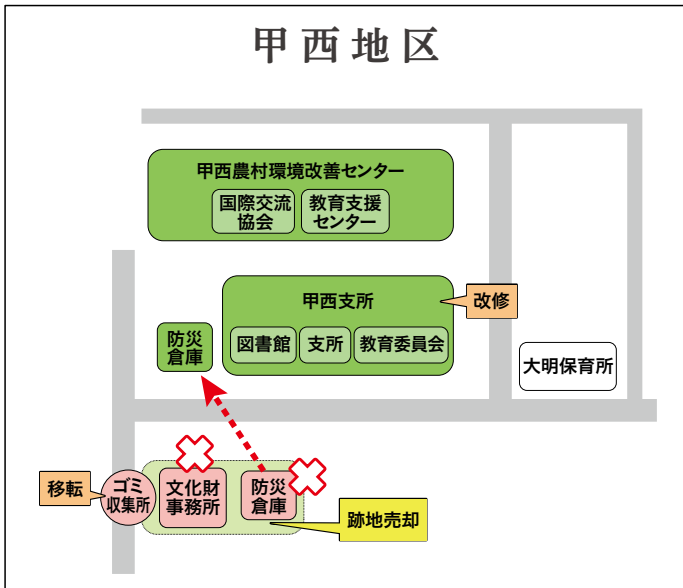 甲西地区
甲西農村環境改善センター
国際交流
協会
教育支援
センター
甲西支所
改修
図書館
支所
教育委員会
防災
倉庫
大明保育所
移転
ゴミ
収集所
文化財
事務所
防災
倉庫
跡地売却